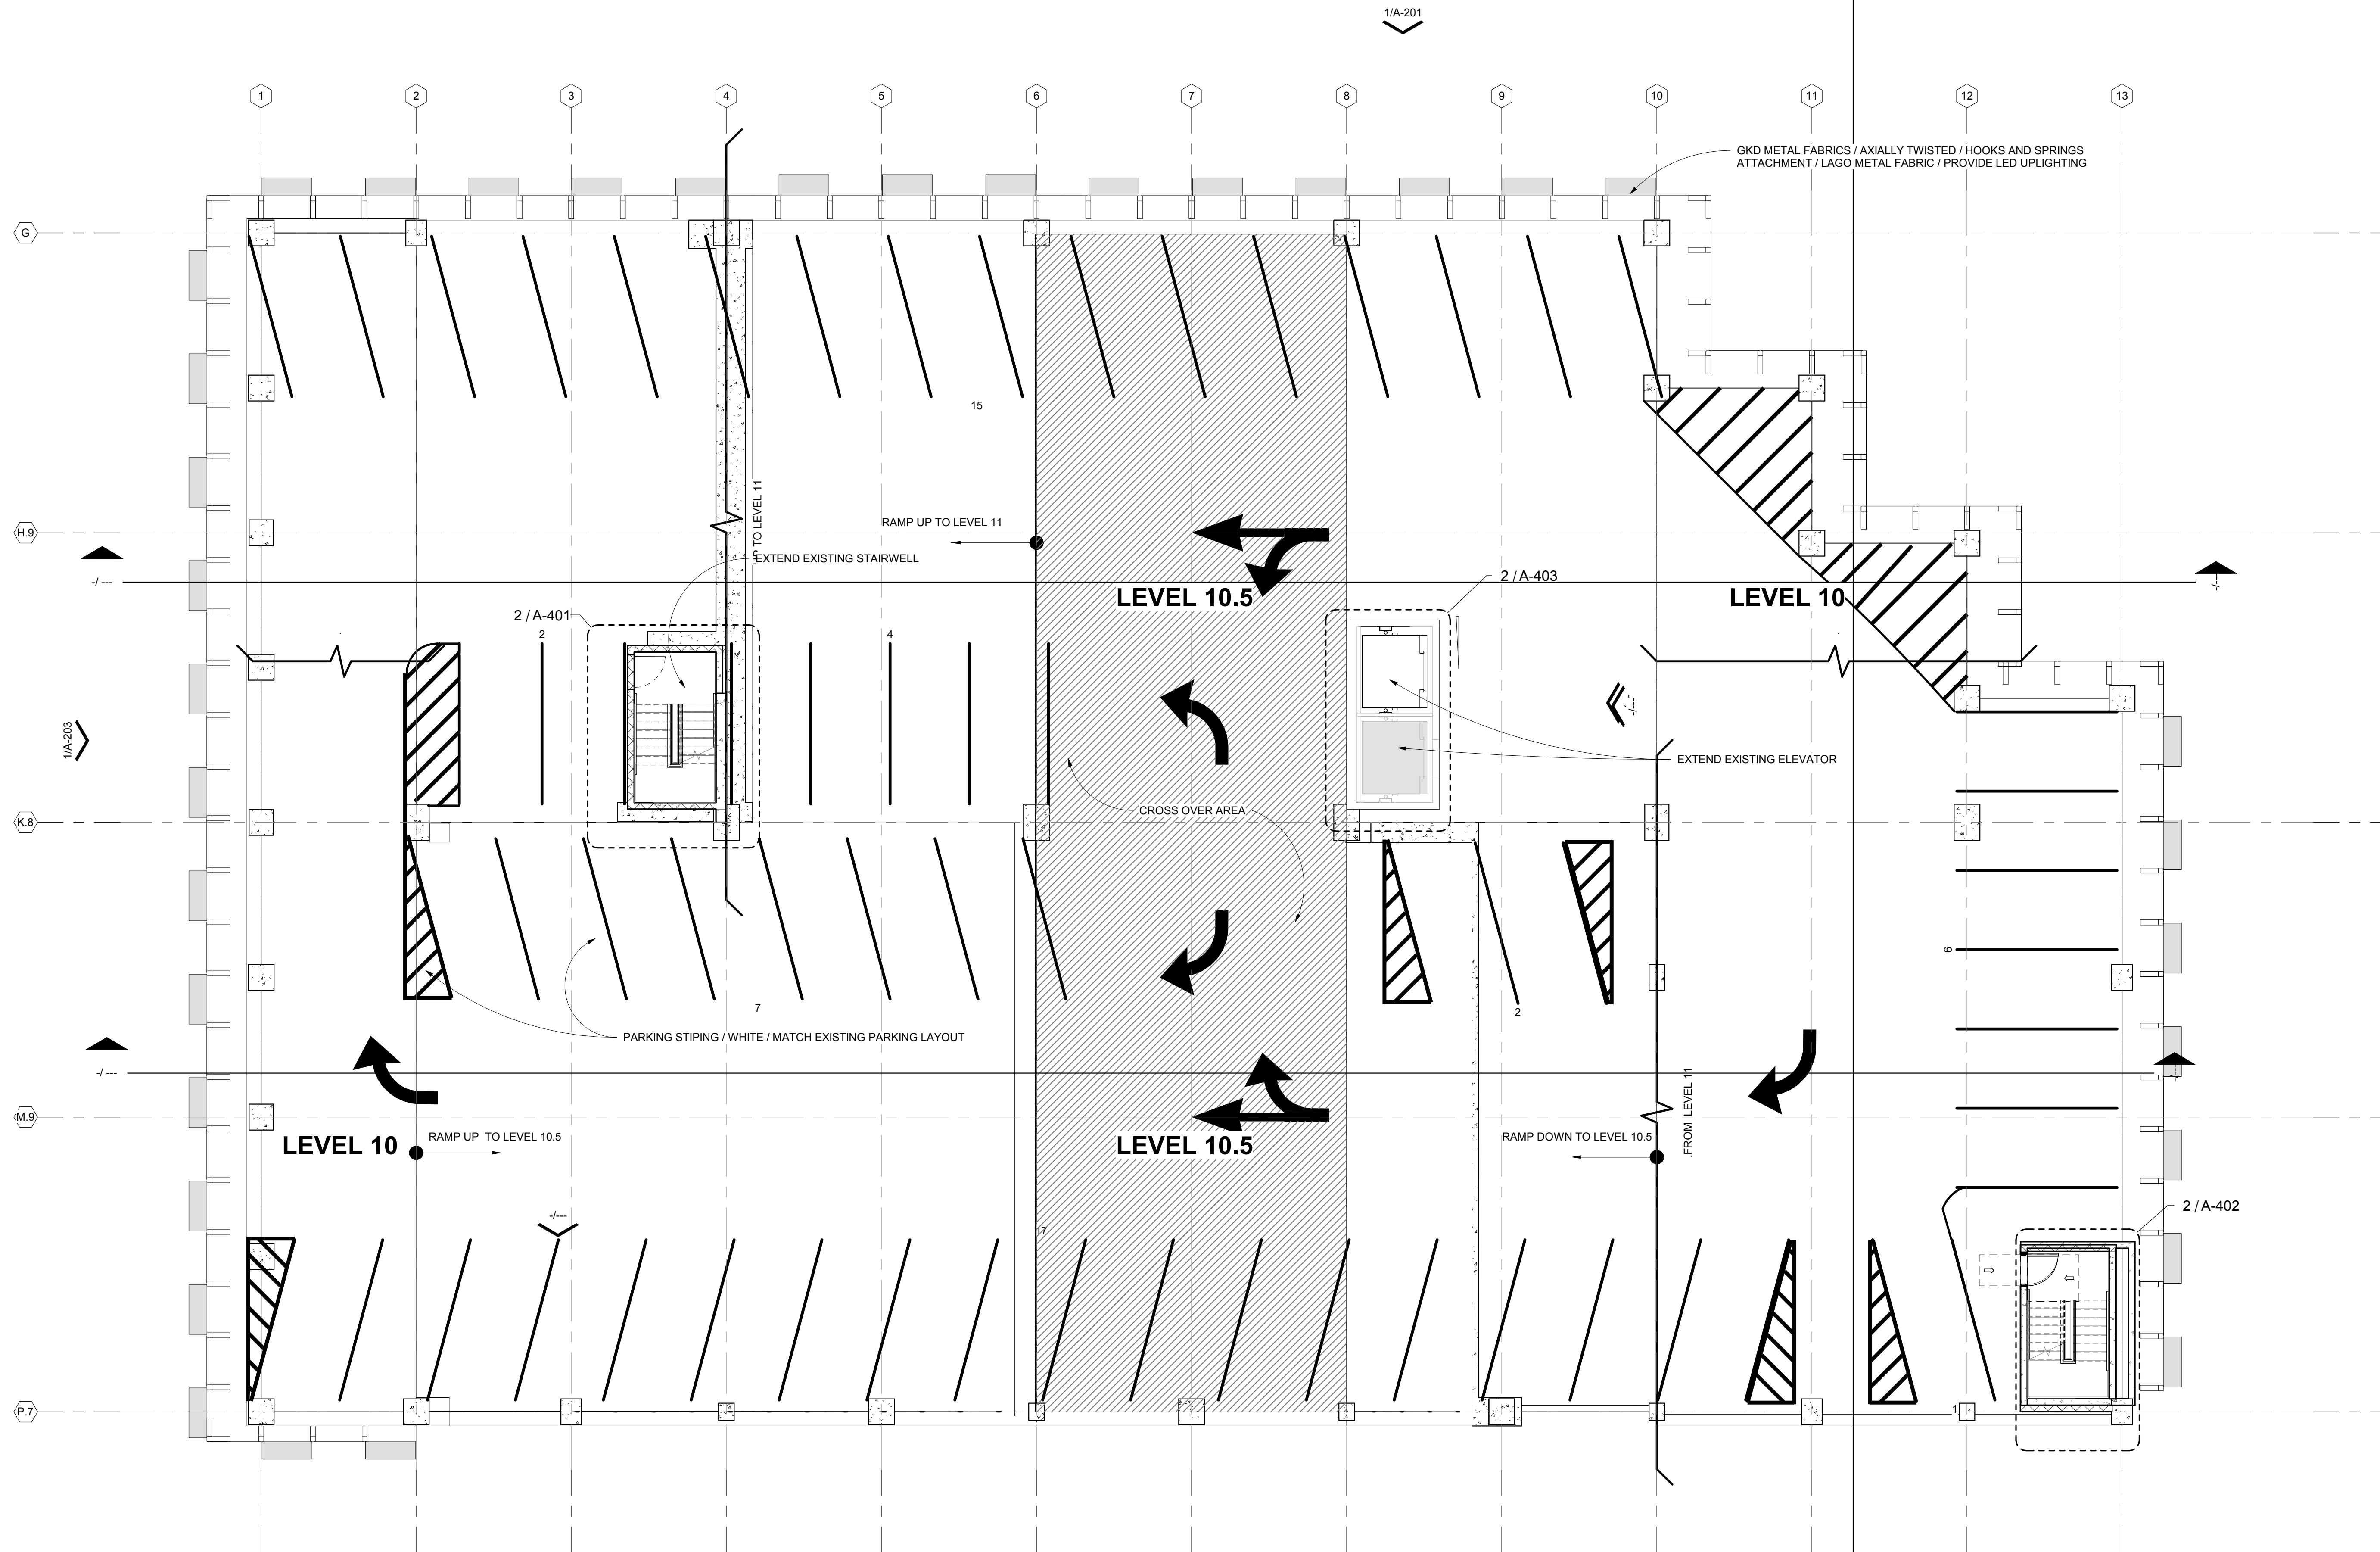 1/A-201
1
2
3
4
5
6
7
8
9
10
11
12
13
GKD METAL FABRICS / AXIALLY TWISTED / HOOKS AND SPRINGS
ATTACHMENT / LAGO METAL FABRIC / PROVIDE LED UPLIGHTING
G
15
RAMP UP TO LEVEL 11
H.9
UP TO LEVEL 11
EXTEND EXISTING STAIRWELL
-/ ---
-/---
2 / A-403
LEVEL 10.5
LEVEL 10
2 / A-401
2
4
-/---
1/A-203
EXTEND EXISTING ELEVATOR
CROSS OVER AREA
K.8
6
7
2
PARKING STIPING / WHITE / MATCH EXISTING PARKING LAYOUT
-/ ---
-/---
.FROM LEVEL 11
M.9
LEVEL 10
RAMP UP TO LEVEL 10.5
LEVEL 10.5
RAMP DOWN TO LEVEL 10.5
-/---
17
2 / A-402
P.7
1